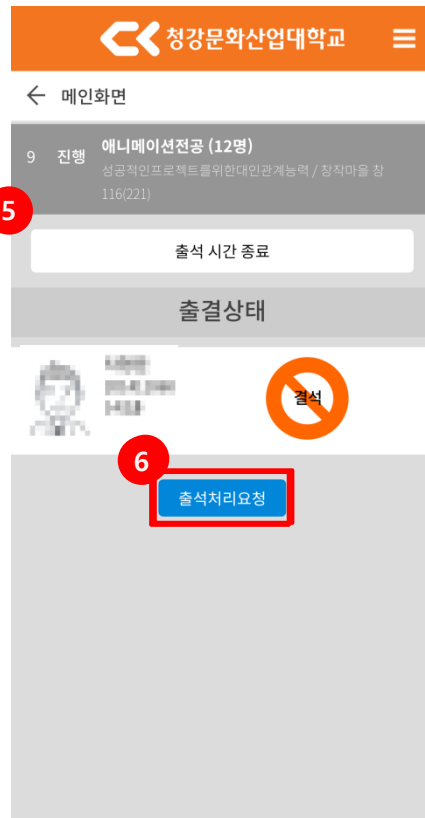 청강문화산업대학교
메인화면
9 진행 애니메이션전공 (12명)
성공적인프로젝트를위한대인관계능력 / 창작마을 창
116(221)
5
출석 시간 종료
출결상태
결석
6
출석처리요청